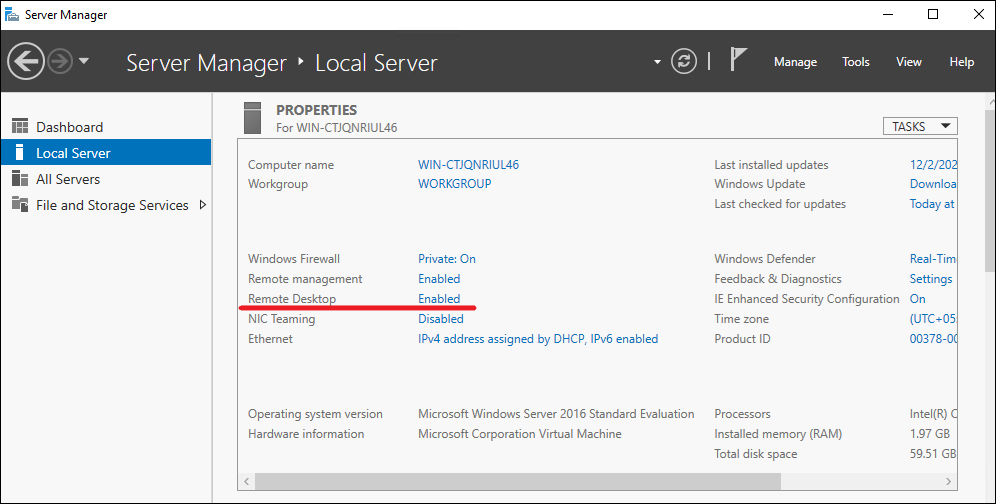 Server Manager
Server Manager ‣ Local Server
Manage Tools View Help
Dashboard
Local Server
All Servers
File and Storage Services
PROPERTIES
For WIN-CTJQNRIUL46
TASKS
Computer name WIN-CTJQNRIUL46 Last installed updates 12/2/202
Workgroup WORKGROUP Windows Update Downloa
Last checked for updates Today at
Windows Firewall Private: On Windows Defender Real-Time
Remote management Enabled Feedback & Diagnostics Settings
Remote Desktop Enabled IE Enhanced Security Configuration On
NIC Teaming Disabled Time zone (UTC+05
Ethernet IPv4 address assigned by DHCP, IPv6 enabled Product ID 00378-00
Operating system version Microsoft Windows Server 2016 Standard Evaluation Processors Intel(R) C
Hardware information Microsoft Corporation Virtual Machine Installed memory (RAM) 1.97 GB
Total disk space 59.51 GB